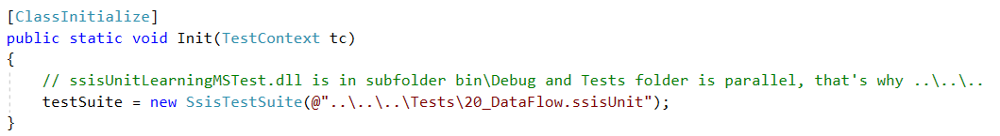 [ClassInitialize]
public static void Init(TestContext tc)
{
    // ssisUnitLearningMSTest.dll is in subfolder bin\Debug and Tests folder is parallel, that's why ..\..\..
    testSuite = new SsisTestSuite(@"..\..\..\Tests\20_DataFlow.ssisUnit");
}